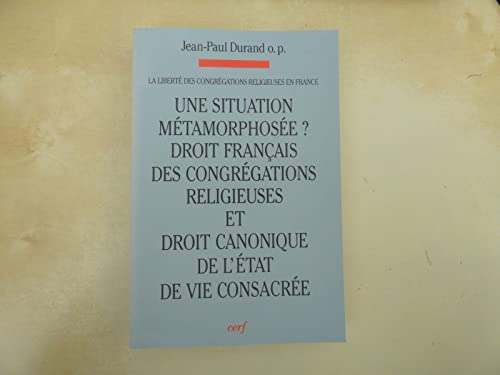 Jean-Paul Durand o. p.
LA LIBERTÉ DES CONGRÉGATIONS RELIGIEUSES EN FRANCE
UNE SITUATION
MÉTAMORPHOSÉE ?
DROIT FRANÇAIS
DES CONGRÉGATIONS
RELIGIEUSES
ET
DROIT CANONIQUE
DE L'ÉTAT
DE VIE CONSACRÉE
cerf